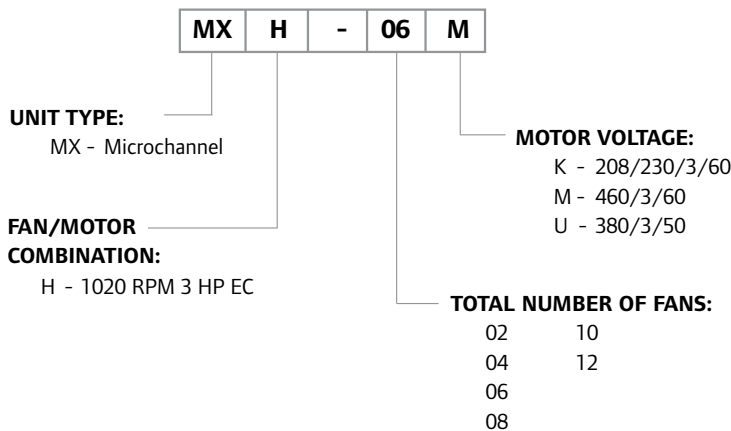 MX H - 06 M
UNIT TYPE:
MX - Microchannel
MOTOR VOLTAGE:
K - 208/230/3/60
M - 460/3/60
U - 380/3/50
FAN/MOTOR
COMBINATION:
H - 1020 RPM 3 HP EC
TOTAL NUMBER OF FANS:
02 10
04 12
06
08